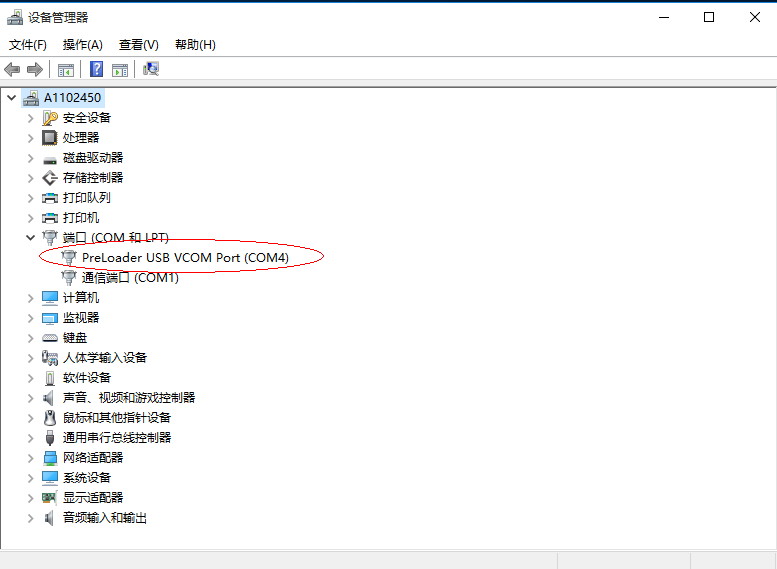 设备管理器
文件(F) 操作(A) 查看(V) 帮助(H)
A1102450
安全设备
处理器
磁盘驱动器
存储控制器
打印队列
打印机
端口 (COM 和 LPT)
PreLoader USB VCOM Port (COM4)
通信端口 (COM1)
计算机
监视器
键盘
人体学输入设备
软件设备
声音、视频和游戏控制器
鼠标和其他指针设备
通用串行总线控制器
网络适配器
系统设备
显示适配器
音频输入和输出